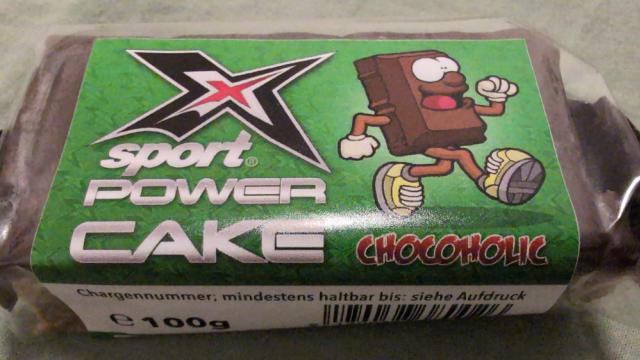 X
sport®
POWER
CAKE
CHOCOHOLIC
Chargennummer, mindestens haltbar bis: siehe Aufdruck
e 100g